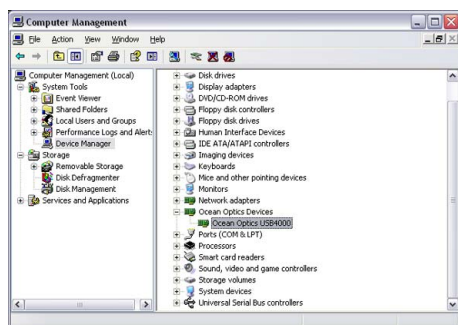 Computer Management
File Action View Window Help
Computer Management (Local)
System Tools
Event Viewer
Shared Folders
Local Users and Groups
Performance Logs and Alerts
Device Manager
Storage
Removable Storage
Disk Defragmenter
Disk Management
Services and Applications
Disk drives
Display adapters
DVD/CD-ROM drives
Floppy disk controllers
Floppy disk drives
Human Interface Devices
IDE ATA/ATAPI controllers
Imaging devices
Keyboards
Mice and other pointing devices
Monitors
Network adapters
Ocean Optics Devices
Ocean Optics USB4000
Ports (COM & LPT)
Processors
Smart card readers
Sound, video and game controllers
Storage volumes
System devices
Universal Serial Bus controllers